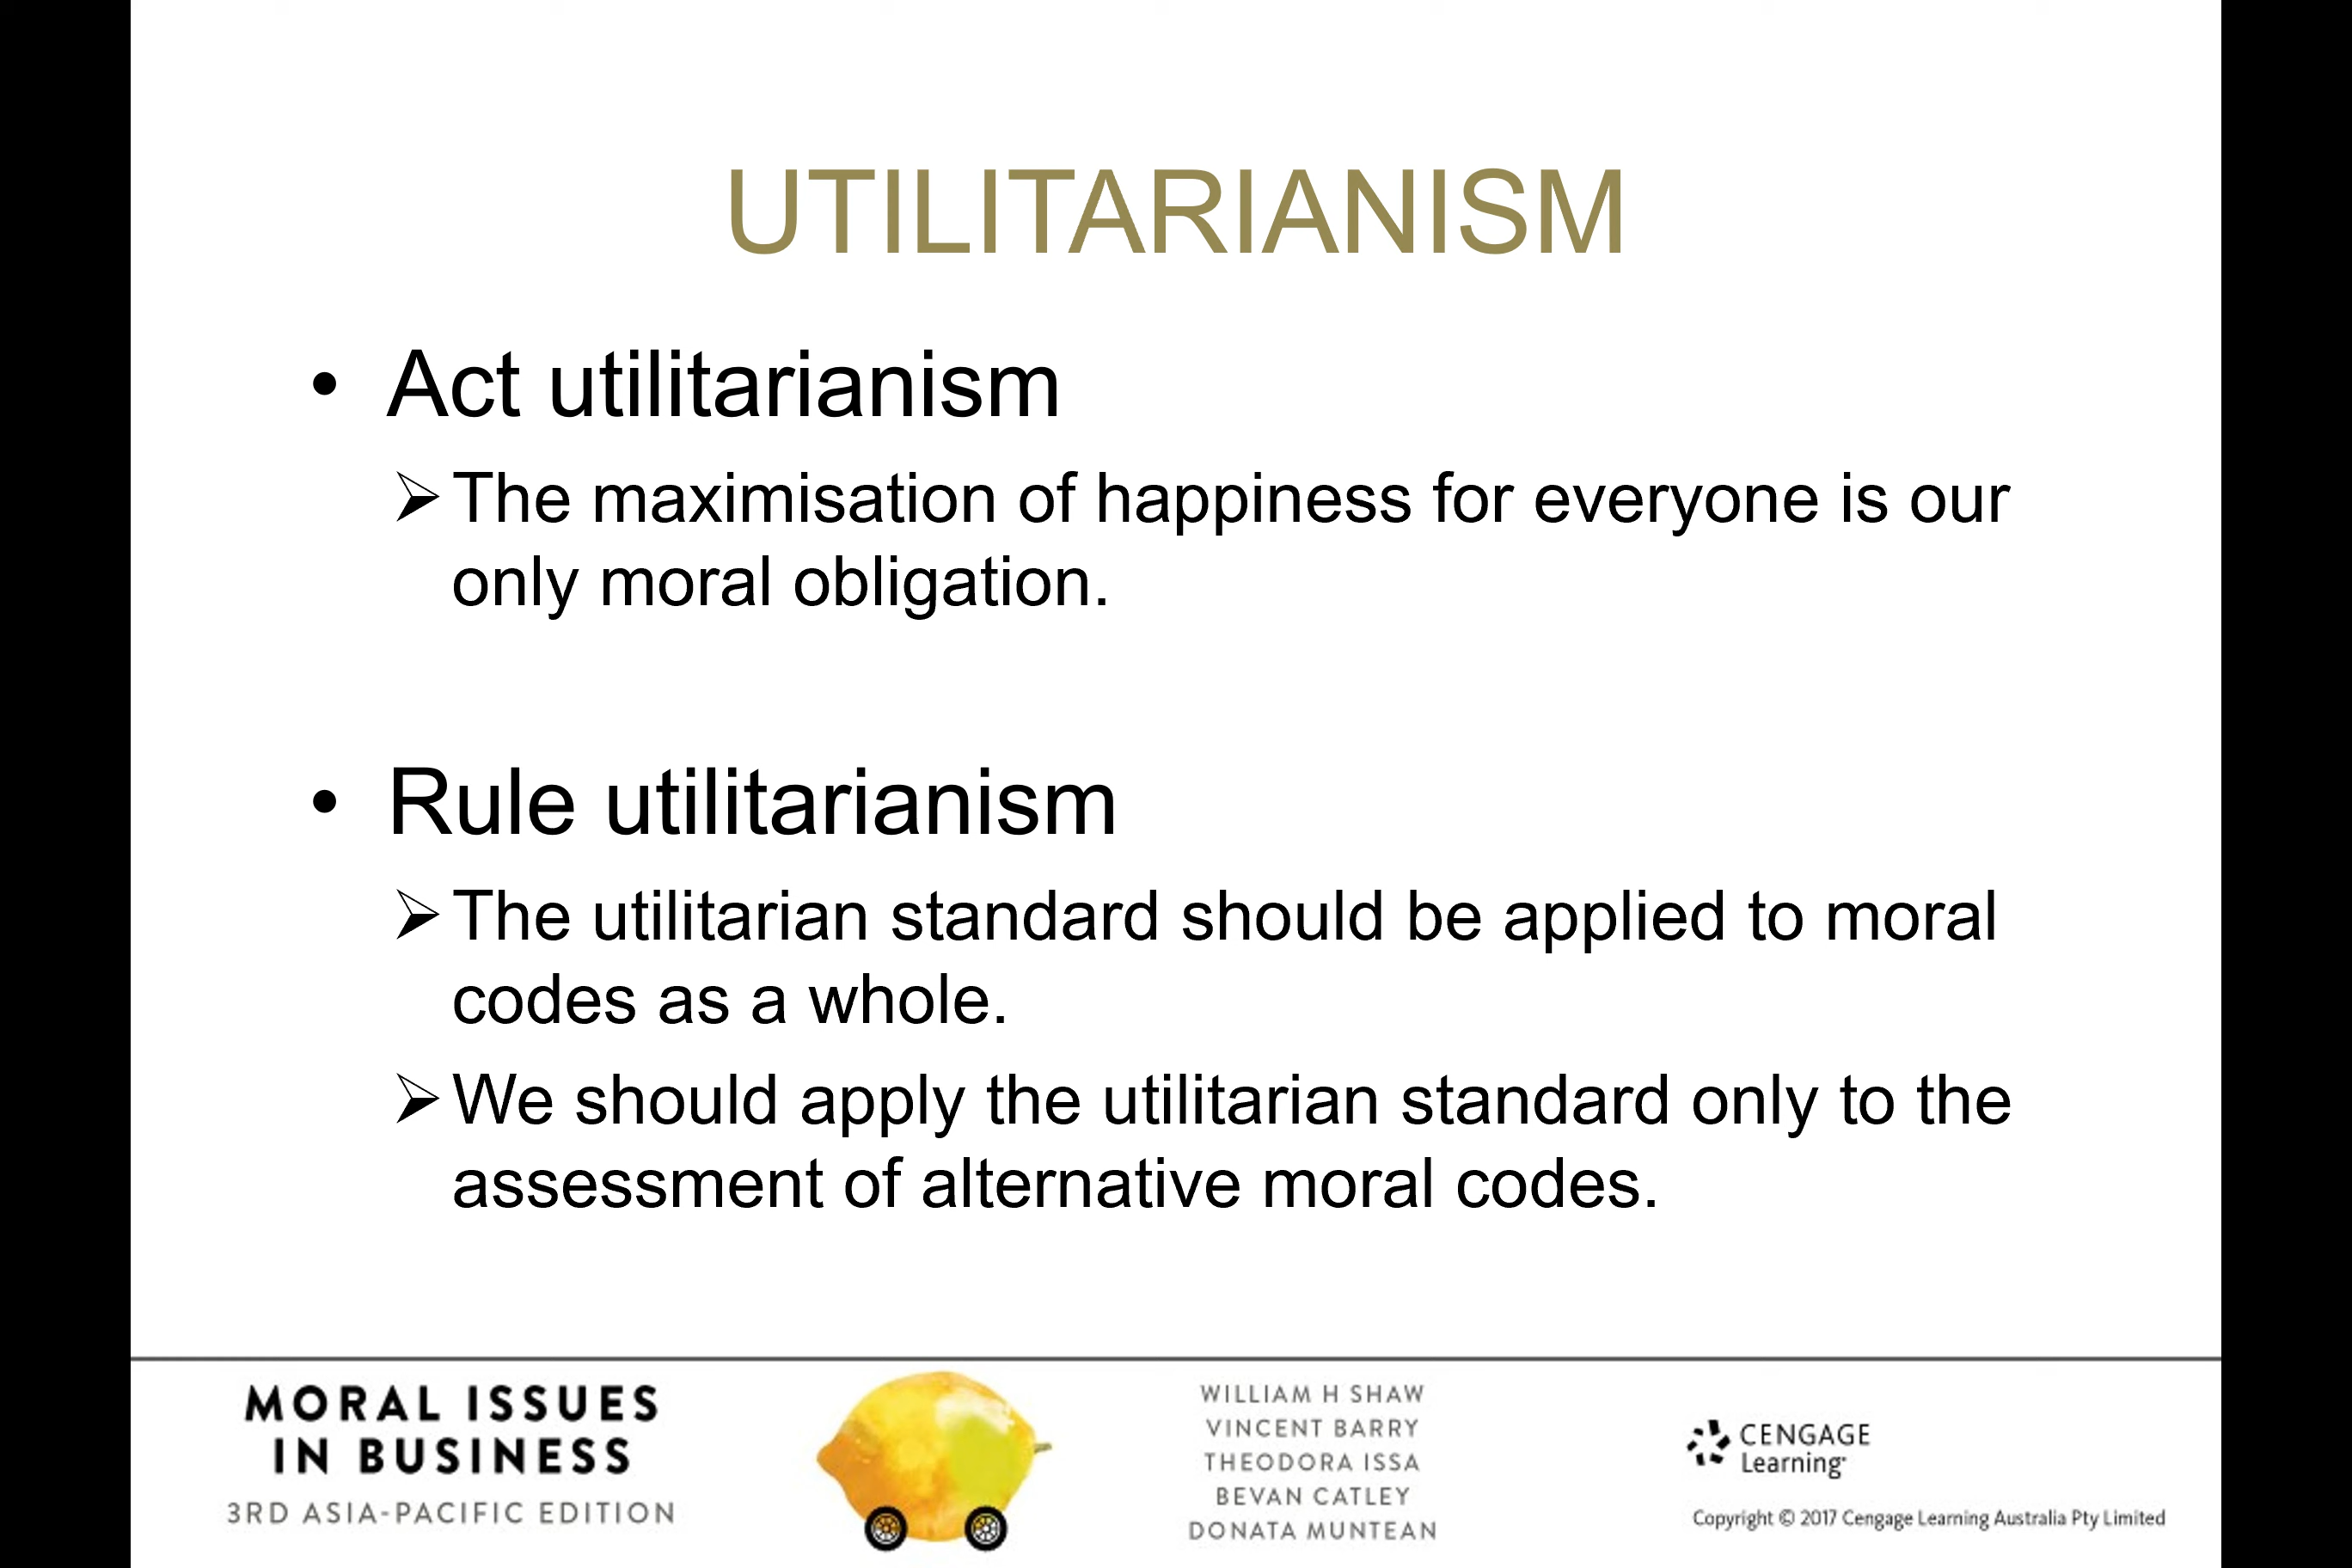 UTILITARIANISM
• Act utilitarianism
➢ The maximisation of happiness for everyone is our
only moral obligation.
• Rule utilitarianism
➢ The utilitarian standard should be applied to moral
codes as a whole.
➢ We should apply the utilitarian standard only to the
assessment of alternative moral codes.
MORAL ISSUES
IN BUSINESS
3RD ASIA-PACIFIC EDITION
WILLIAM H SHAW
VINCENT BARRY
THEODORA ISSA
BEVAN CATLEY
DONATA MUNTEAN
CENGAGE
Learning®
Copyright © 2017 Cengage Learning Australia Pty Limited